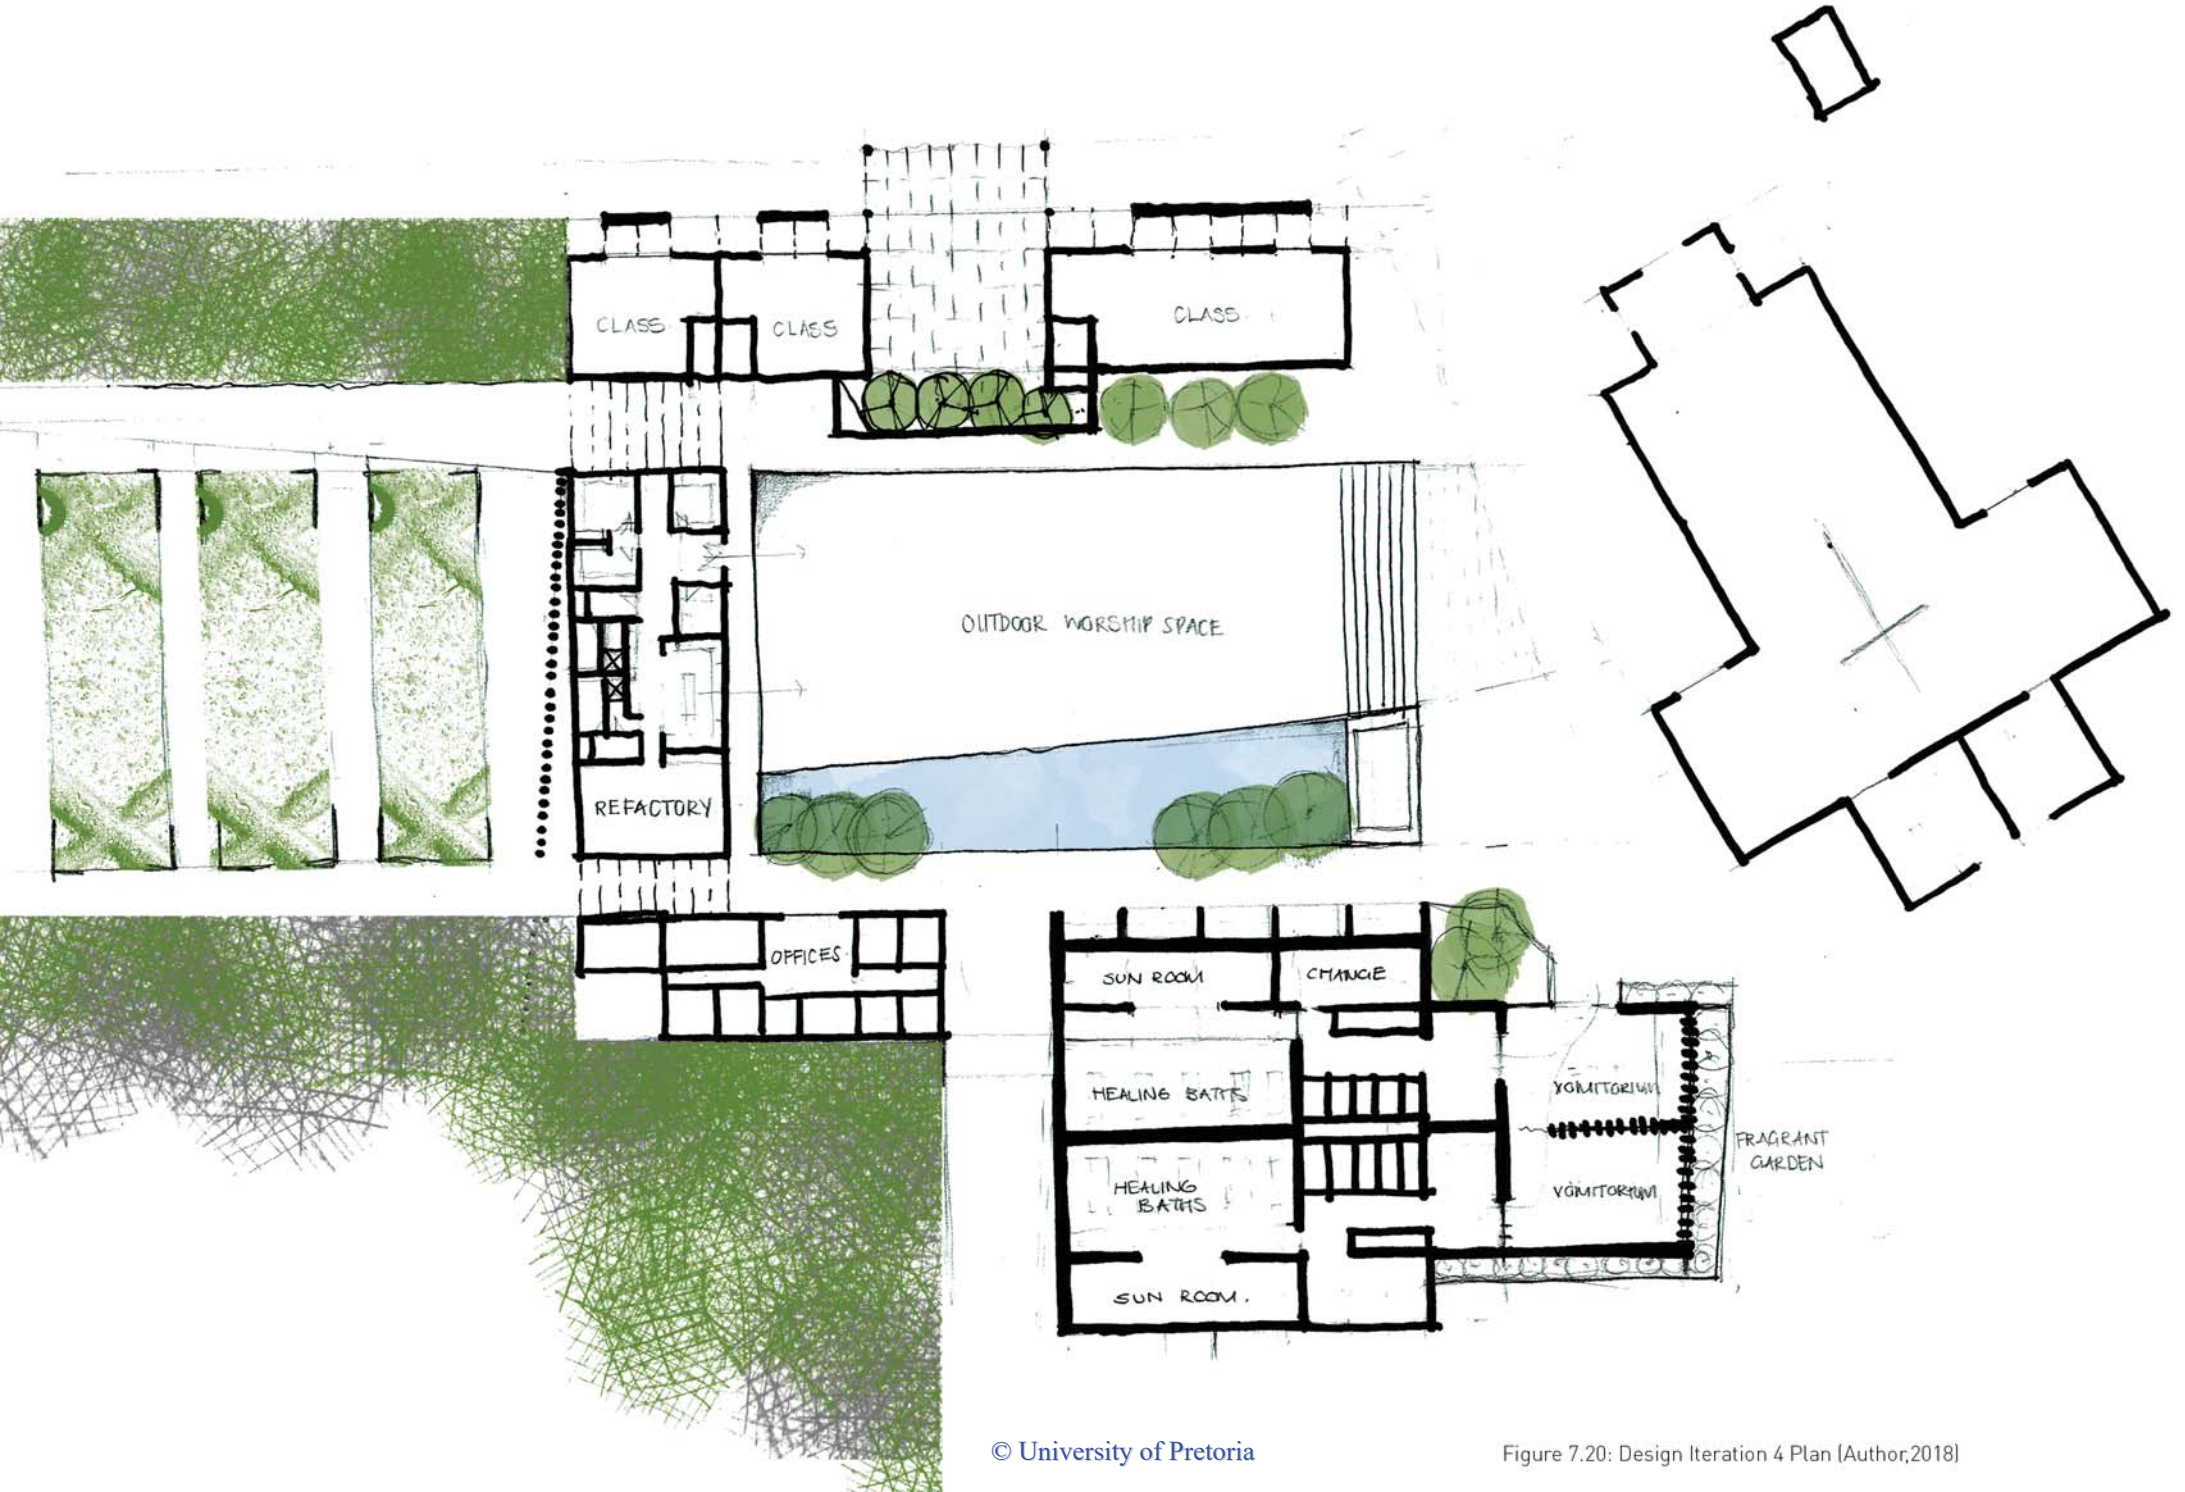 CLASS
CLASS
CLASS
OUTDOOR WORSHIP SPACE
REFACTORY
OFFICES
SUN ROOM
CHANGE
HEALING BATHS
VOMITORIUM
FRAGRANT
GARDEN
HEALING
BATHS
VOMITORIUM
SUN ROOM.
© University of Pretoria
Figure 7.20: Design Iteration 4 Plan (Author,2018)